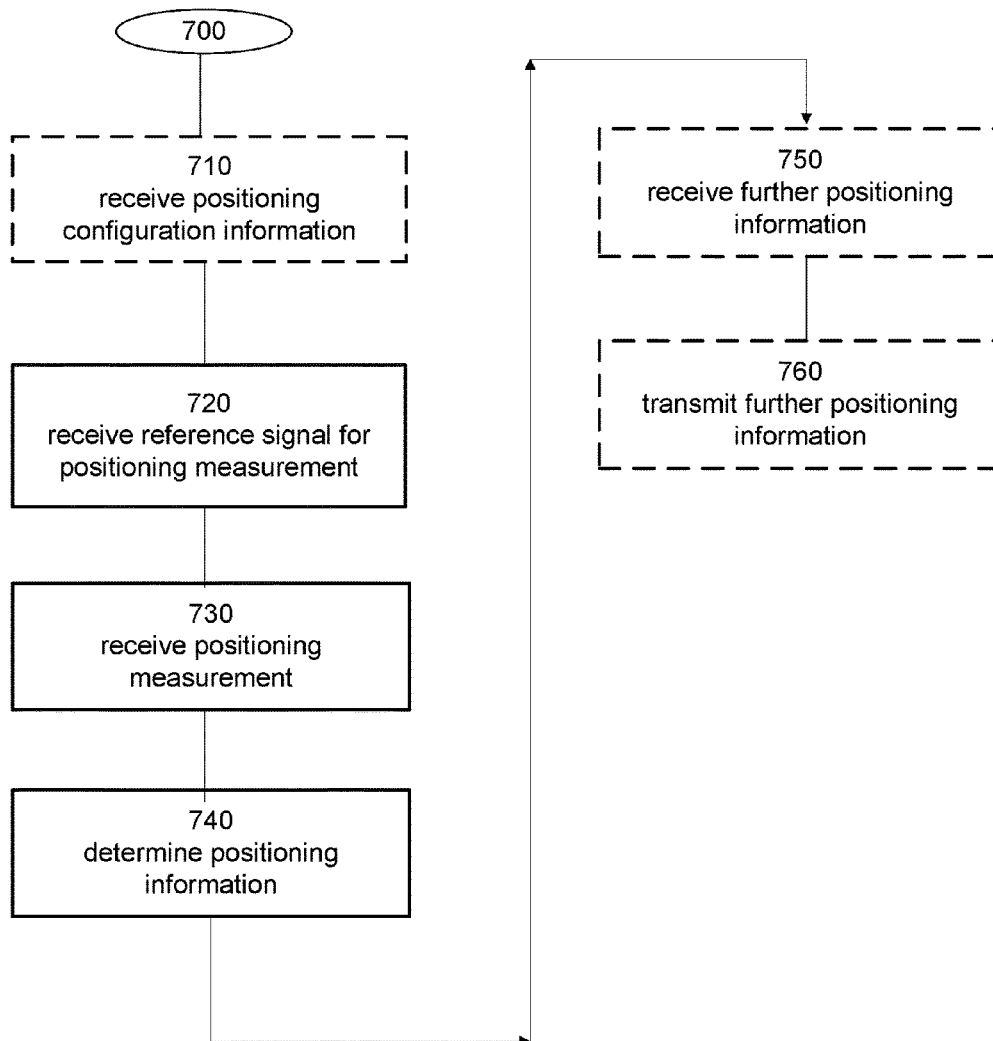 700
710
receive positioning
configuration information
720
receive reference signal for
positioning measurement
730
receive positioning
measurement
740
determine positioning
information
750
receive further positioning
information
760
transmit further positioning
information